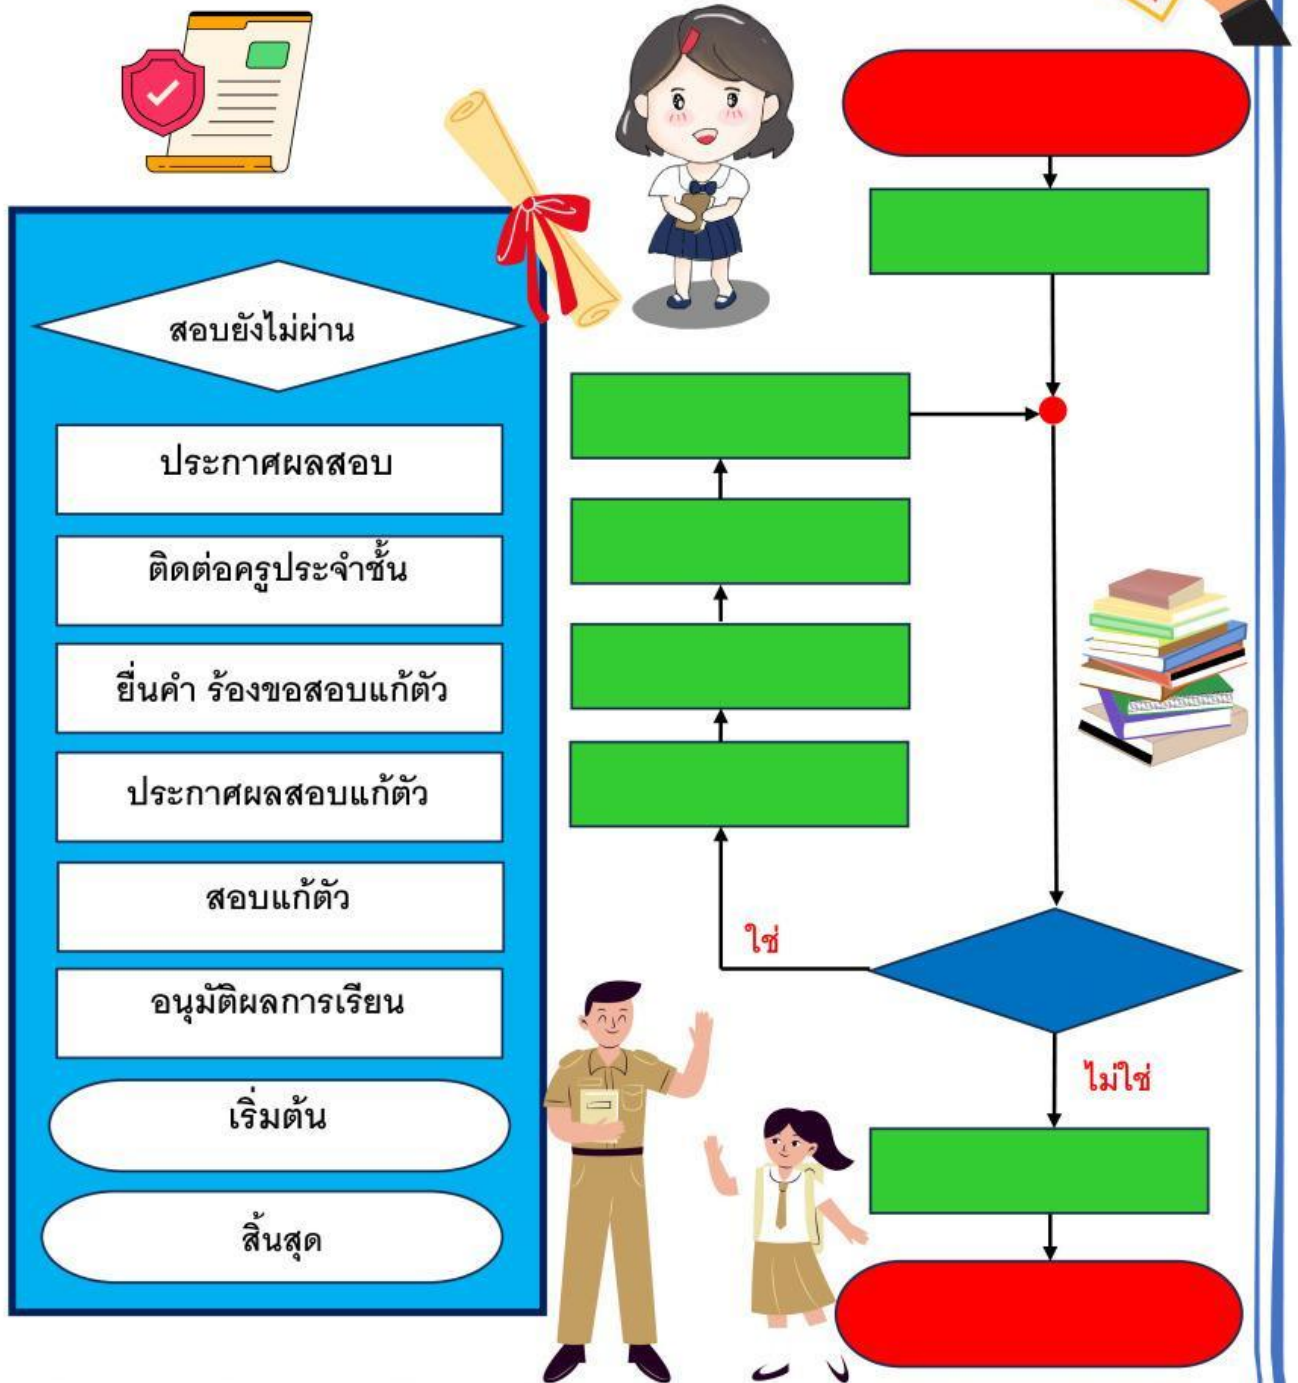 สอบยังไม่ผ่าน
ประกาศผลสอบ
ติดต่อครูประจำชั้น
ยื่นคำ ร้องขอสอบแก้ตัว
ประกาศผลสอบแก้ตัว
สอบแก้ตัว
อนุมัติผลการเรียน
เริ่มต้น
สิ้นสุด
ใช่
ไม่ใช่